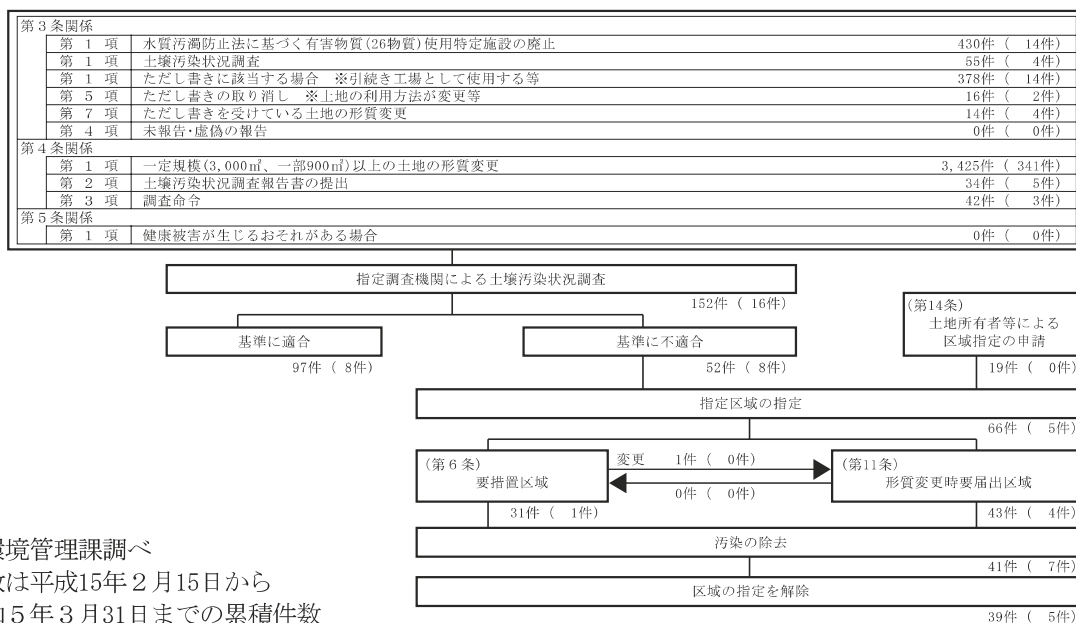 第３条関係
第 1 項 水質汚濁防止法に基づく有害物質(26物質)使用特定施設の廃止 430件 ( 14件)
第 1 項 土壌汚染状況調査 55件 ( 4件)
第 1 項 ただし書きに該当する場合 ※引続き工場として使用する等 378件 ( 14件)
第 5 項 ただし書きの取り消し ※土地の利用方法が変更等 16件 ( 2件)
第 7 項 ただし書きを受けている土地の形質変更 14件 ( 4件)
第 4 項 未報告・虚偽の報告 0件 ( 0件)
第４条関係
第 1 項 一定規模(3,000㎡、一部900㎡)以上の土地の形質変更 3,425件 ( 341件)
第 2 項 土壌汚染状況調査報告書の提出 34件 ( 5件)
第 3 項 調査命令 42件 ( 3件)
第５条関係
第 1 項 健康被害が生じるおそれがある場合 0件 ( 0件)
指定調査機関による土壌汚染状況調査
152件 ( 16件)
基準に適合
97件 ( 8件)
基準に不適合
52件 ( 8件)
(第14条)
土地所有者等による
区域指定の申請
19件 ( 0件)
指定区域の指定
66件 ( 5件)
(第６条)
要措置区域
31件 ( 1件)
変更 1件 ( 0件)
0件 ( 0件)
(第11条)
形質変更時要届出区域
43件 ( 4件)
汚染の除去
41件 ( 7件)
区域の指定を解除
39件 ( 5件)
環境管理課調べ
数は平成15年２月15日から
５年３月31日までの累積件数